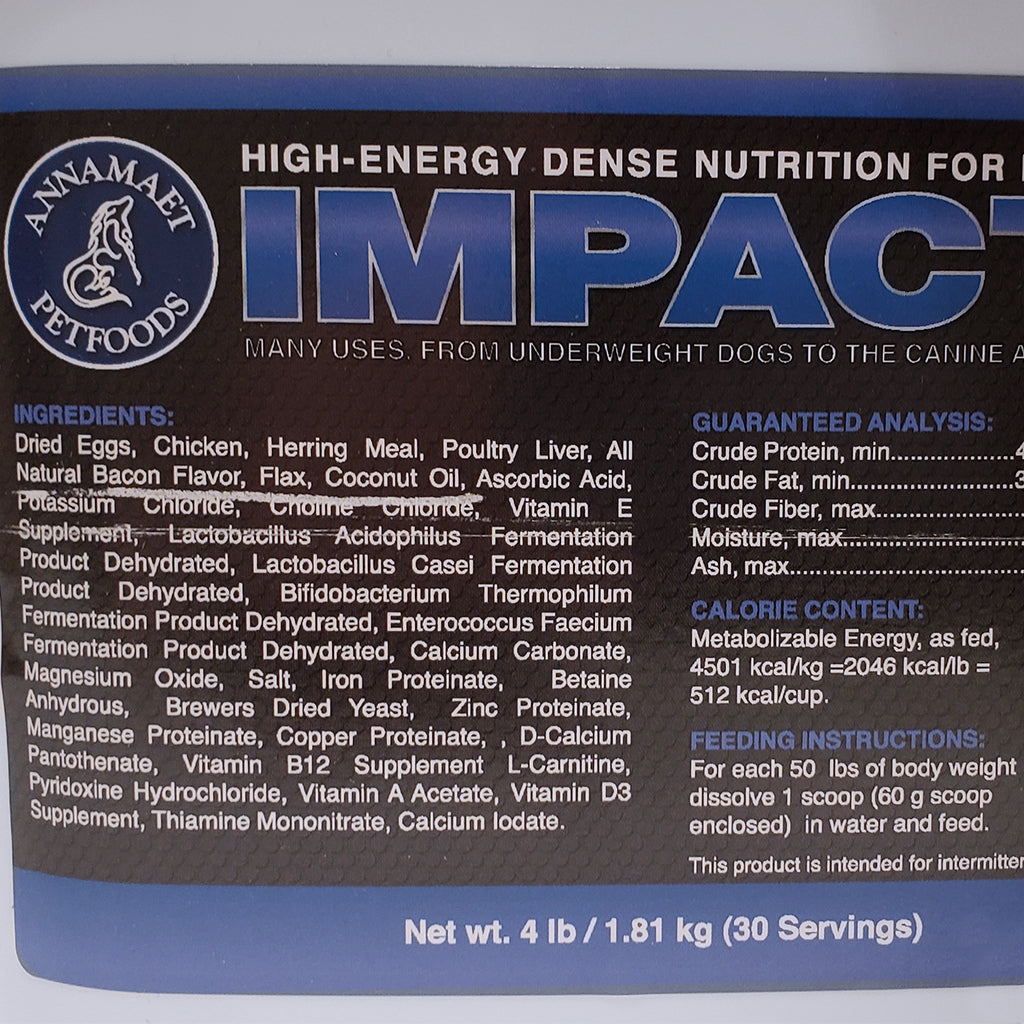 ANNAMAET
PETFOODS
HIGH-ENERGY DENSE NUTRITION FOR
IMPACT
MANY USES. FROM UNDERWEIGHT DOGS TO THE CANINE A
INGREDIENTS:
Dried Eggs, Chicken, Herring Meal, Poultry Liver, All
Natural Bacon Flavor, Flax, Coconut Oil, Ascorbic Acid,
Potassium Chloride, Choline Chloride, Vitamin E
Supplement, Lactobacillus Acidophilus Fermentation
Product Dehydrated, Lactobacillus Casei Fermentation
Product Dehydrated, Bifidobacterium Thermophilum
Fermentation Product Dehydrated, Enterococcus Faecium
Fermentation Product Dehydrated, Calcium Carbonate,
Magnesium Oxide, Salt, Iron Proteinate, Betaine
Anhydrous, Brewers Dried Yeast, Zinc Proteinate,
Manganese Proteinate, Copper Proteinate, , D-Calcium
Pantothenate, Vitamin B12 Supplement L-Carnitine,
Pyridoxine Hydrochloride, Vitamin A Acetate, Vitamin D3
Supplement, Thiamine Mononitrate, Calcium Iodate.
GUARANTEED ANALYSIS:
Crude Protein, min...................4
Crude Fat, min.........................3
Crude Fiber, max......................
Moisture, max...........................
Ash, max...................................
CALORIE CONTENT:
Metabolizable Energy, as fed,
4501 kcal/kg =2046 kcal/lb =
512 kcal/cup.
FEEDING INSTRUCTIONS:
For each 50 lbs of body weight
dissolve 1 scoop (60 g scoop
enclosed) in water and feed.
This product is intended for intermitten
Net wt. 4 lb / 1.81 kg (30 Servings)